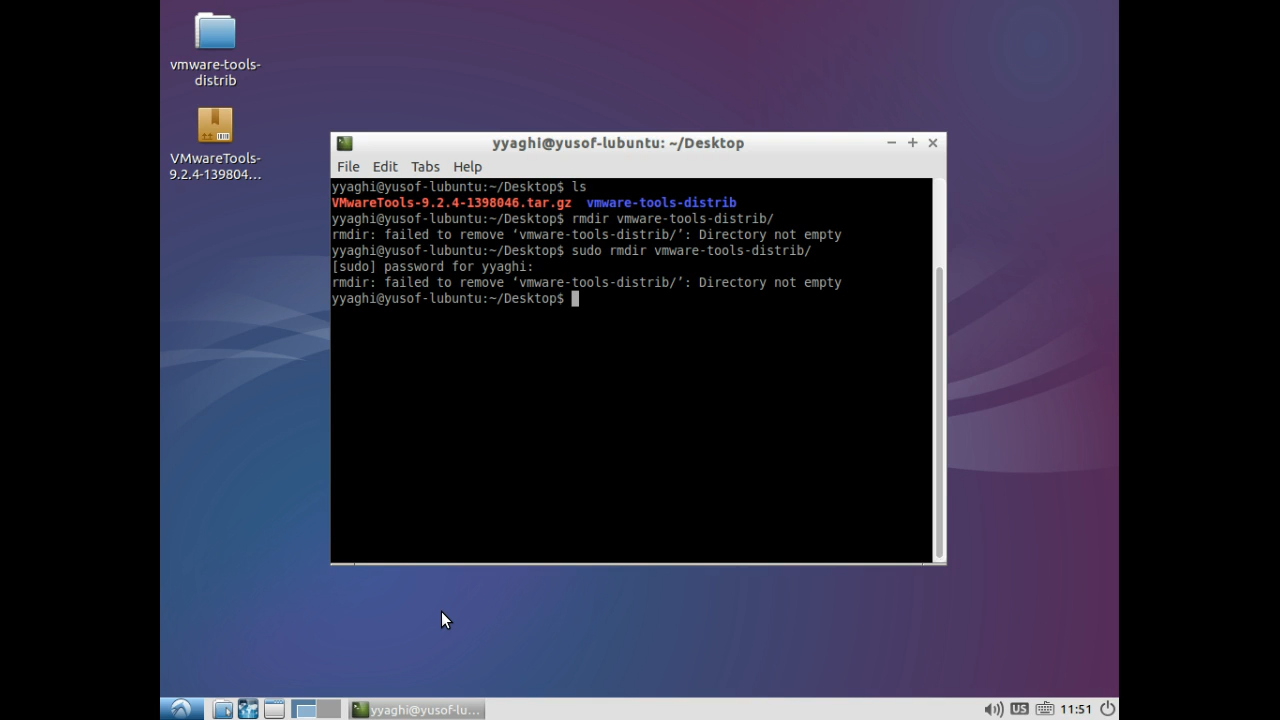 vmware-tools-
distrib
VMwareTools-
9.2.4-139804...
yyaghi@yusof-lubuntu: ~/Desktop
File Edit Tabs Help
yyaghi@yusof-lubuntu:~/Desktop$ ls
VMwareTools-9.2.4-1398046.tar.gz vmware-tools-distrib
yyaghi@yusof-lubuntu:~/Desktop$ rmdir vmware-tools-distrib/
rmdir: failed to remove ‘vmware-tools-distrib/’: Directory not empty
yyaghi@yusof-lubuntu:~/Desktop$ sudo rmdir vmware-tools-distrib/
[sudo] password for yyaghi:
rmdir: failed to remove ‘vmware-tools-distrib/’: Directory not empty
yyaghi@yusof-lubuntu:~/Desktop$
yyaghi@yusof-lu... US 11:51